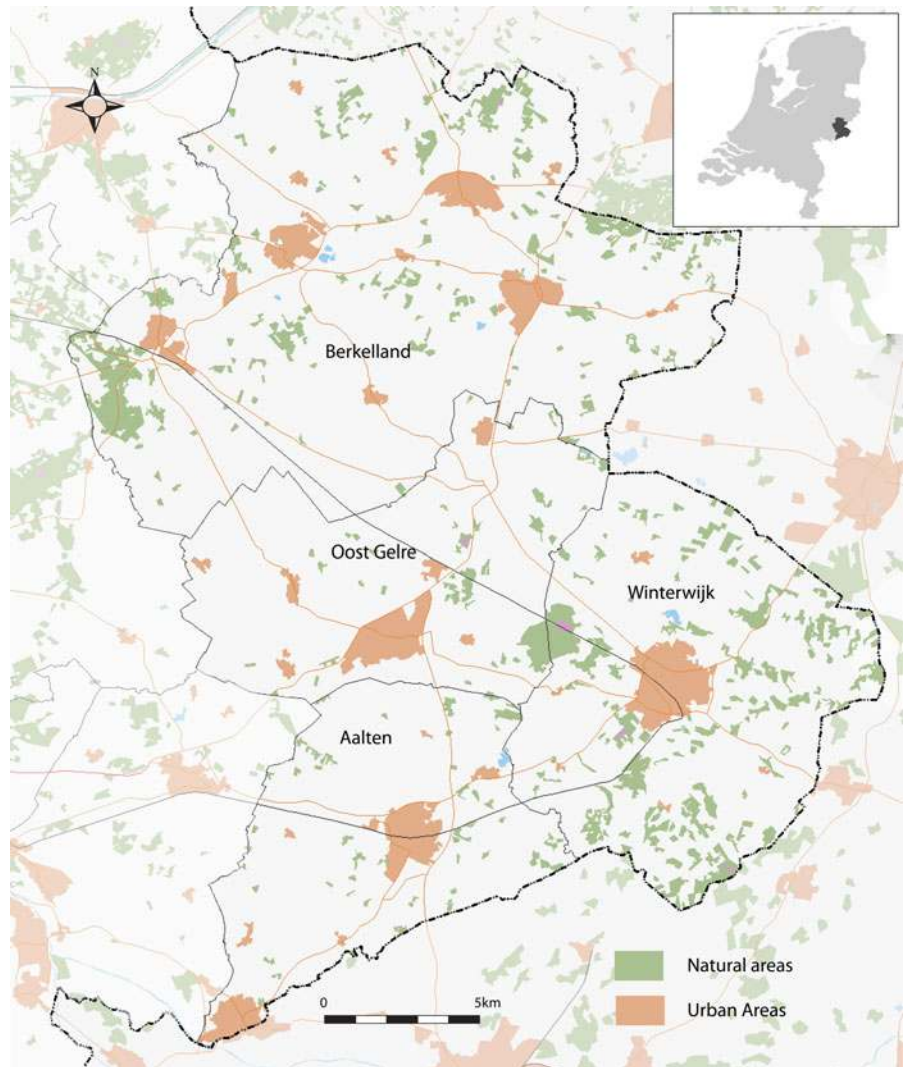 N
Berkelland
Oost Gelre
Winterwijk
Aalten
Natural areas
Urban Areas
0 5km